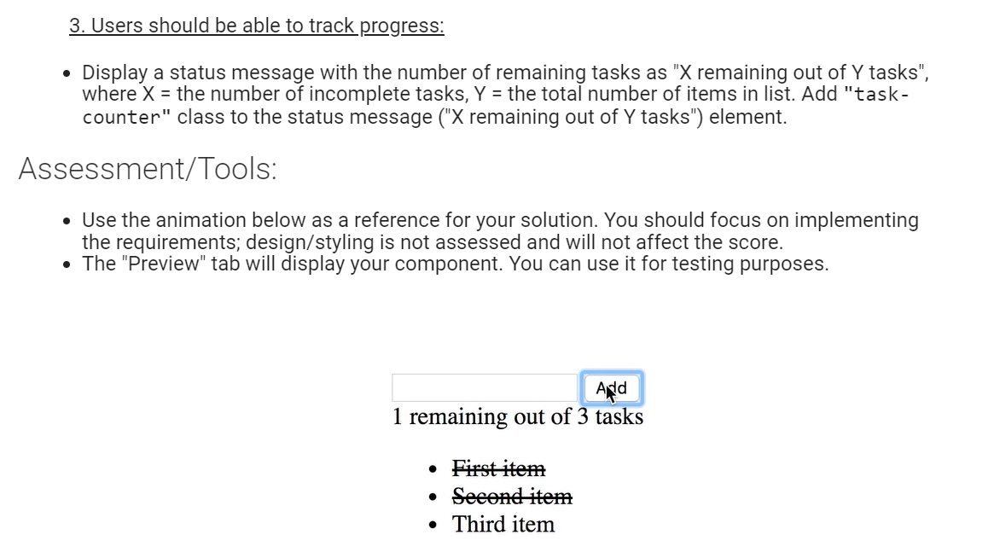 3. Users should be able to track progress:
• Display a status message with the number of remaining tasks as "X remaining out of Y tasks",
where X = the number of incomplete tasks, Y = the total number of items in list. Add "task-
counter" class to the status message ("X remaining out of Y tasks") element.
Assessment/Tools:
• Use the animation below as a reference for your solution. You should focus on implementing
the requirements; design/styling is not assessed and will not affect the score.
• The "Preview" tab will display your component. You can use it for testing purposes.
Add
1 remaining out of 3 tasks
• First item
• Second item
• Third item